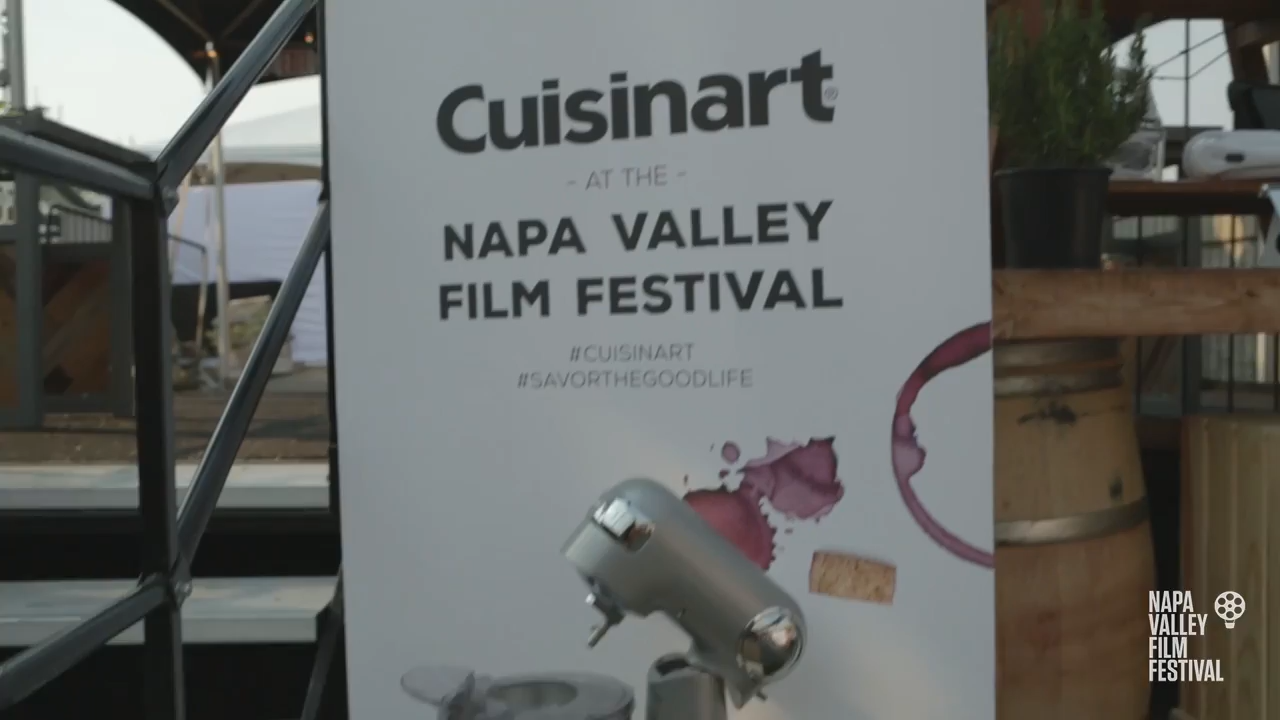 Cuisinart®
- AT THE -
NAPA VALLEY
FILM FESTIVAL
#CUISINART
#SAVORTHEGOODLIFE
NAPA
VALLEY
FILM
FESTIVAL